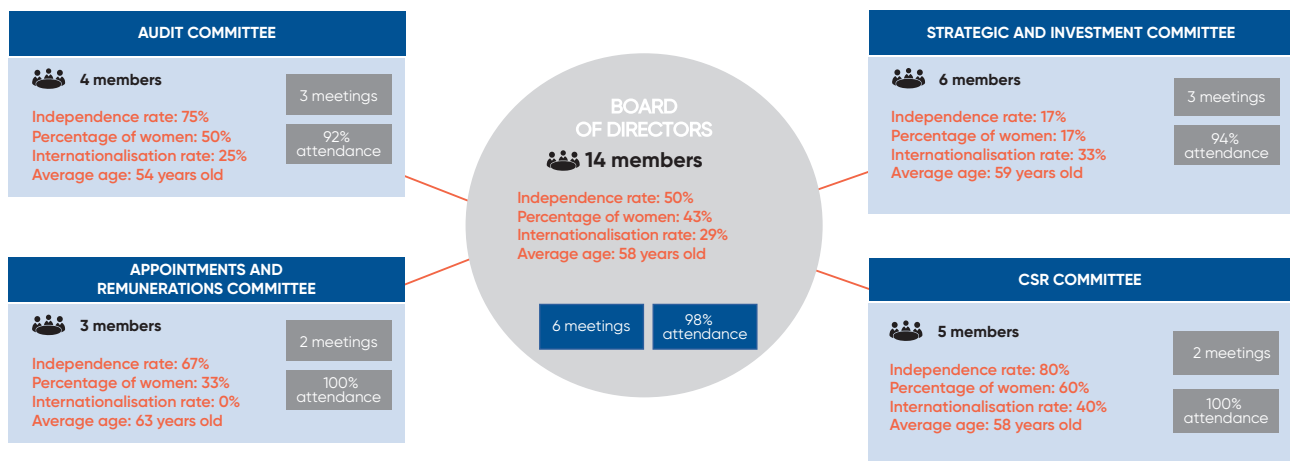 AUDIT COMMITTEE
4 members
3 meetings
Independence rate: 75%
Percentage of women: 50%
Internationalisation rate: 25%
Average age: 54 years old
92%
attendance
STRATEGIC AND INVESTMENT COMMITTEE
6 members
3 meetings
Independence rate: 17%
Percentage of women: 17%
Internationalisation rate: 33%
Average age: 59 years old
94%
attendance
BOARD
OF DIRECTORS
14 members
Independence rate: 50%
Percentage of women: 43%
Internationalisation rate: 29%
Average age: 58 years old
6 meetings
98%
attendance
APPOINTMENTS AND
REMUNERATIONS COMMITTEE
3 members
2 meetings
Independence rate: 67%
Percentage of women: 33%
Internationalisation rate: 0%
Average age: 63 years old
100%
attendance
CSR COMMITTEE
5 members
2 meetings
Independence rate: 80%
Percentage of women: 60%
Internationalisation rate: 40%
Average age: 58 years old
100%
attendance